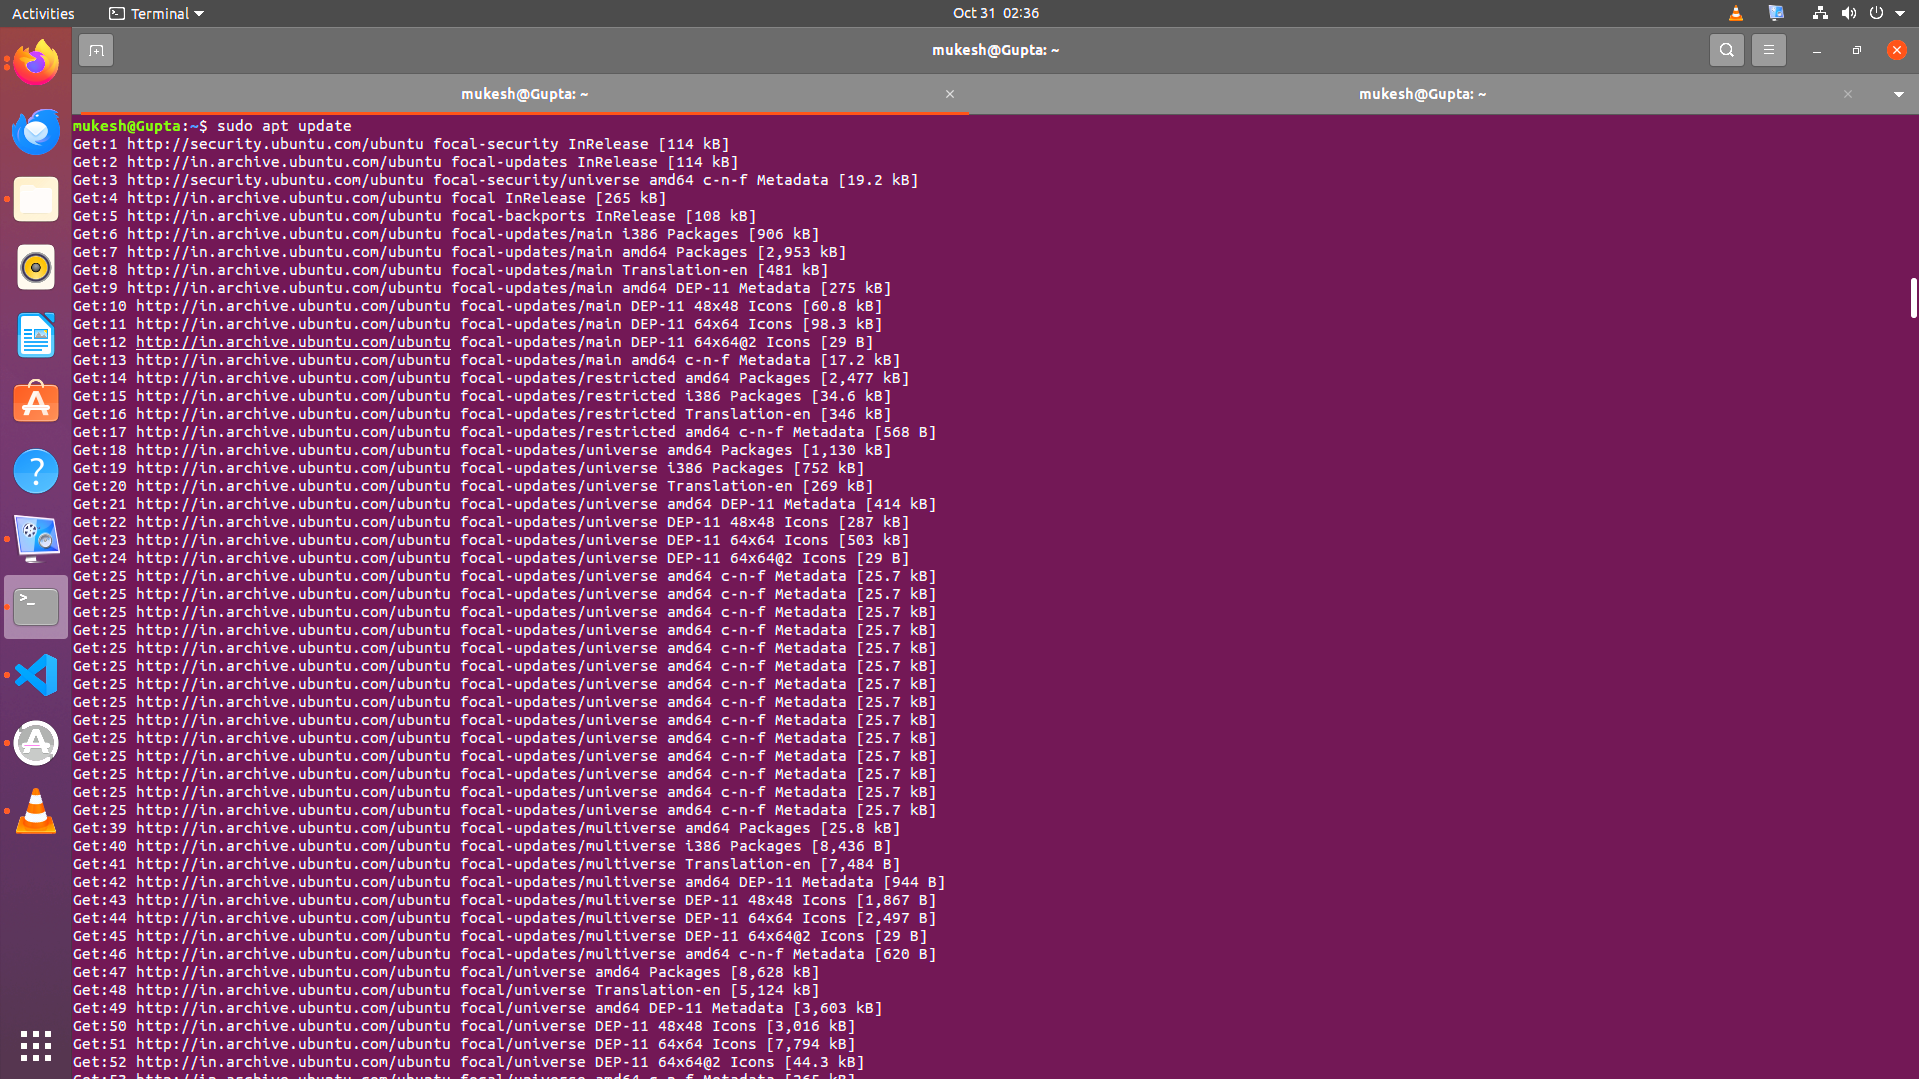 Activities Terminal Oct 31 02:36
mukesh@Gupta: ~
mukesh@Gupta: ~ mukesh@Gupta: ~
mukesh@Gupta:~$ sudo apt update
Get:1 http://security.ubuntu.com/ubuntu focal-security InRelease [114 kB]
Get:2 http://in.archive.ubuntu.com/ubuntu focal-updates InRelease [114 kB]
Get:3 http://security.ubuntu.com/ubuntu focal-security/universe amd64 c-n-f Metadata [19.2 kB]
Get:4 http://in.archive.ubuntu.com/ubuntu focal InRelease [265 kB]
Get:5 http://in.archive.ubuntu.com/ubuntu focal-backports InRelease [108 kB]
Get:6 http://in.archive.ubuntu.com/ubuntu focal-updates/main i386 Packages [906 kB]
Get:7 http://in.archive.ubuntu.com/ubuntu focal-updates/main amd64 Packages [2,953 kB]
Get:8 http://in.archive.ubuntu.com/ubuntu focal-updates/main Translation-en [481 kB]
Get:9 http://in.archive.ubuntu.com/ubuntu focal-updates/main amd64 DEP-11 Metadata [275 kB]
Get:10 http://in.archive.ubuntu.com/ubuntu focal-updates/main DEP-11 48x48 Icons [60.8 kB]
Get:11 http://in.archive.ubuntu.com/ubuntu focal-updates/main DEP-11 64x64 Icons [98.3 kB]
Get:12 http://in.archive.ubuntu.com/ubuntu focal-updates/main DEP-11 64x64@2 Icons [29 B]
Get:13 http://in.archive.ubuntu.com/ubuntu focal-updates/main amd64 c-n-f Metadata [17.2 kB]
Get:14 http://in.archive.ubuntu.com/ubuntu focal-updates/restricted amd64 Packages [2,477 kB]
Get:15 http://in.archive.ubuntu.com/ubuntu focal-updates/restricted i386 Packages [34.6 kB]
Get:16 http://in.archive.ubuntu.com/ubuntu focal-updates/restricted Translation-en [346 kB]
Get:17 http://in.archive.ubuntu.com/ubuntu focal-updates/restricted amd64 c-n-f Metadata [568 B]
Get:18 http://in.archive.ubuntu.com/ubuntu focal-updates/universe amd64 Packages [1,130 kB]
Get:19 http://in.archive.ubuntu.com/ubuntu focal-updates/universe i386 Packages [752 kB]
Get:20 http://in.archive.ubuntu.com/ubuntu focal-updates/universe Translation-en [269 kB]
Get:21 http://in.archive.ubuntu.com/ubuntu focal-updates/universe amd64 DEP-11 Metadata [414 kB]
Get:22 http://in.archive.ubuntu.com/ubuntu focal-updates/universe DEP-11 48x48 Icons [287 kB]
Get:23 http://in.archive.ubuntu.com/ubuntu focal-updates/universe DEP-11 64x64 Icons [503 kB]
Get:24 http://in.archive.ubuntu.com/ubuntu focal-updates/universe DEP-11 64x64@2 Icons [29 B]
Get:25 http://in.archive.ubuntu.com/ubuntu focal-updates/universe amd64 c-n-f Metadata [25.7 kB]
Get:25 http://in.archive.ubuntu.com/ubuntu focal-updates/universe amd64 c-n-f Metadata [25.7 kB]
Get:25 http://in.archive.ubuntu.com/ubuntu focal-updates/universe amd64 c-n-f Metadata [25.7 kB]
Get:25 http://in.archive.ubuntu.com/ubuntu focal-updates/universe amd64 c-n-f Metadata [25.7 kB]
Get:25 http://in.archive.ubuntu.com/ubuntu focal-updates/universe amd64 c-n-f Metadata [25.7 kB]
Get:25 http://in.archive.ubuntu.com/ubuntu focal-updates/universe amd64 c-n-f Metadata [25.7 kB]
Get:25 http://in.archive.ubuntu.com/ubuntu focal-updates/universe amd64 c-n-f Metadata [25.7 kB]
Get:25 http://in.archive.ubuntu.com/ubuntu focal-updates/universe amd64 c-n-f Metadata [25.7 kB]
Get:25 http://in.archive.ubuntu.com/ubuntu focal-updates/universe amd64 c-n-f Metadata [25.7 kB]
Get:25 http://in.archive.ubuntu.com/ubuntu focal-updates/universe amd64 c-n-f Metadata [25.7 kB]
Get:25 http://in.archive.ubuntu.com/ubuntu focal-updates/universe amd64 c-n-f Metadata [25.7 kB]
Get:25 http://in.archive.ubuntu.com/ubuntu focal-updates/universe amd64 c-n-f Metadata [25.7 kB]
Get:25 http://in.archive.ubuntu.com/ubuntu focal-updates/universe amd64 c-n-f Metadata [25.7 kB]
Get:25 http://in.archive.ubuntu.com/ubuntu focal-updates/universe amd64 c-n-f Metadata [25.7 kB]
Get:39 http://in.archive.ubuntu.com/ubuntu focal-updates/multiverse amd64 Packages [25.8 kB]
Get:40 http://in.archive.ubuntu.com/ubuntu focal-updates/multiverse i386 Packages [8,436 B]
Get:41 http://in.archive.ubuntu.com/ubuntu focal-updates/multiverse Translation-en [7,484 B]
Get:42 http://in.archive.ubuntu.com/ubuntu focal-updates/multiverse amd64 DEP-11 Metadata [944 B]
Get:43 http://in.archive.ubuntu.com/ubuntu focal-updates/multiverse DEP-11 48x48 Icons [1,867 B]
Get:44 http://in.archive.ubuntu.com/ubuntu focal-updates/multiverse DEP-11 64x64 Icons [2,497 B]
Get:45 http://in.archive.ubuntu.com/ubuntu focal-updates/multiverse DEP-11 64x64@2 Icons [29 B]
Get:46 http://in.archive.ubuntu.com/ubuntu focal-updates/multiverse amd64 c-n-f Metadata [620 B]
Get:47 http://in.archive.ubuntu.com/ubuntu focal/universe amd64 Packages [8,628 kB]
Get:48 http://in.archive.ubuntu.com/ubuntu focal/universe Translation-en [5,124 kB]
Get:49 http://in.archive.ubuntu.com/ubuntu focal/universe amd64 DEP-11 Metadata [3,603 kB]
Get:50 http://in.archive.ubuntu.com/ubuntu focal/universe DEP-11 48x48 Icons [3,016 kB]
Get:51 http://in.archive.ubuntu.com/ubuntu focal/universe DEP-11 64x64 Icons [7,794 kB]
Get:52 http://in.archive.ubuntu.com/ubuntu focal/universe DEP-11 64x64@2 Icons [44.3 kB]